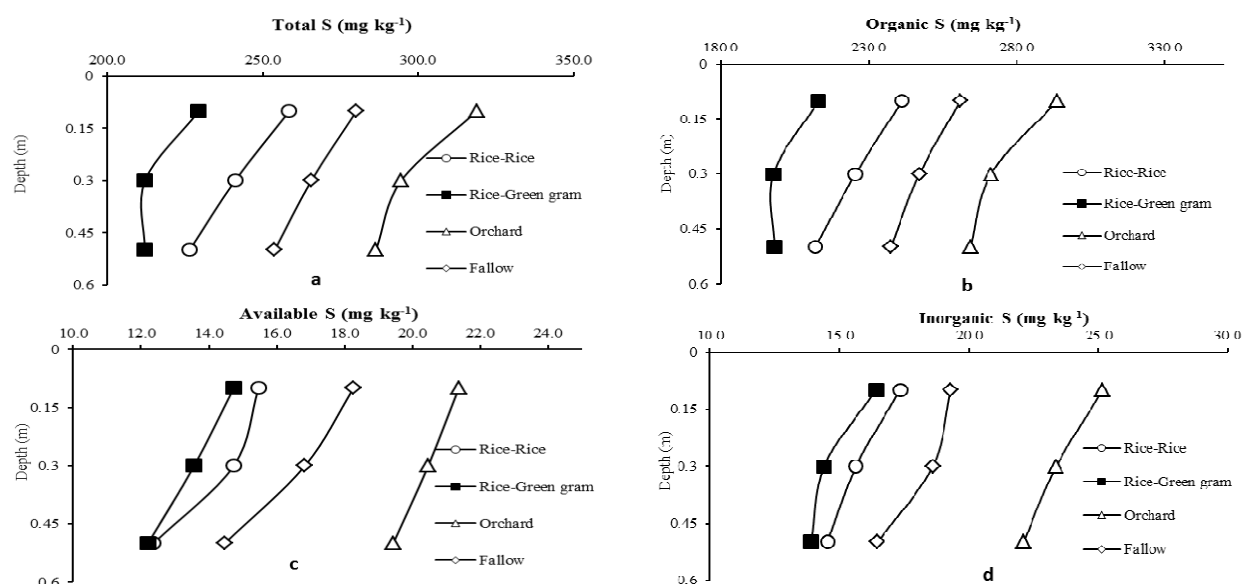 Total S (mg kg-1)
200.0 250.0 300.0 350.0
0
0.15
0.3
0.45
0.6
Depth (m)
Rice-Rice
Rice-Green gram
Orchard
Fallow
a
Organic S (mg kg-1)
180.0 230.0 280.0 330.0
0
0.15
0.3
0.45
0.6
Depth (m)
Rice-Rice
Rice-Green gram
Orchard
Fallow
b
Available S (mg kg-1)
10.0 12.0 14.0 16.0 18.0 20.0 22.0 24.0
0
0.15
0.3
0.45
0.6
Depth (m)
Rice-Rice
Rice-Green gram
Orchard
Fallow
c
Inorganic S (mg kg-1)
10.0 15.0 20.0 25.0 30.0
0
0.15
0.3
0.45
0.6
Depth (m)
Rice-Rice
Rice-Green gram
Orchard
Fallow
d